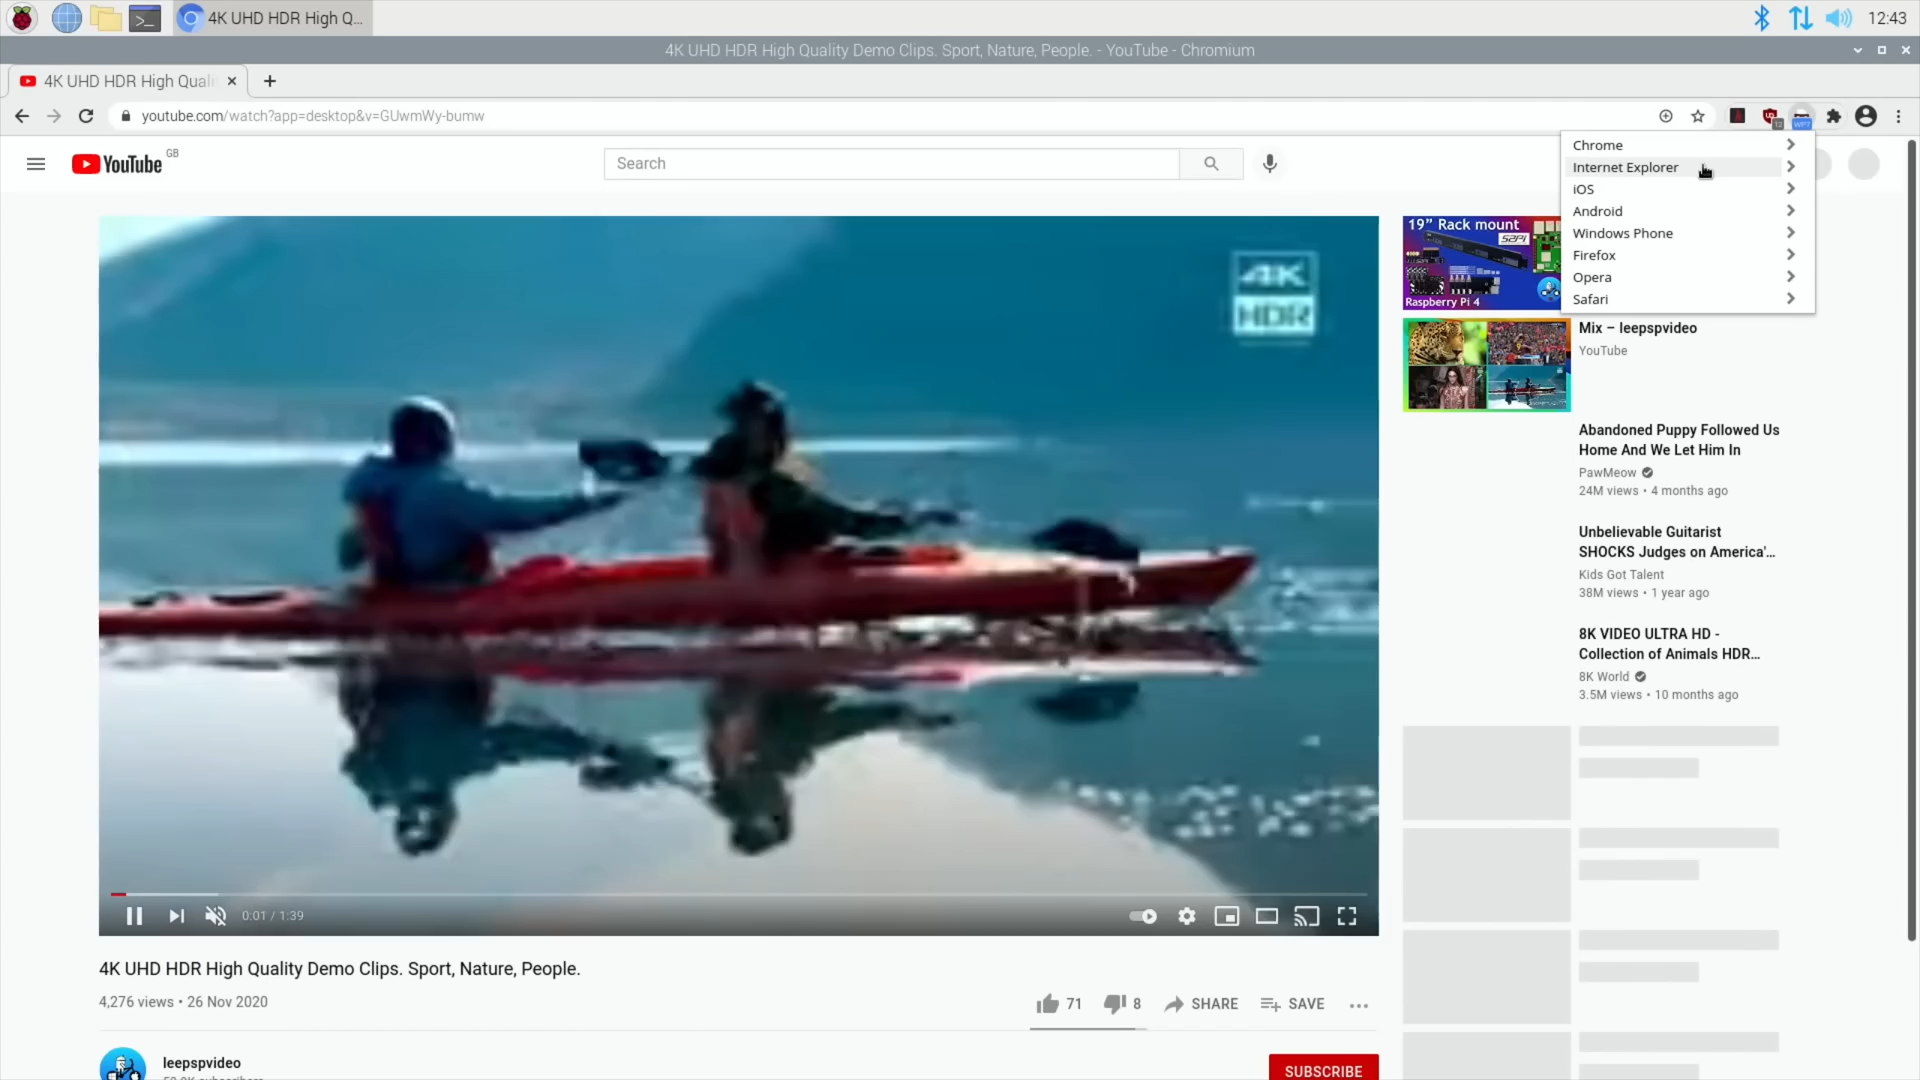 4K UHD HDR High Q...
12:43
4K UHD HDR High Quality Demo Clips. Sport, Nature, People. - YouTube - Chromium
4K UHD HDR High Quali
youtube.com/watch?app=desktop&v=GUwmWy-bumw
12
WP7
YouTube GB
Search
Chrome
Internet Explorer
iOS
Android
Windows Phone
Firefox
Opera
Safari
4K
HDR
19” Rack mount
Raspberry Pi 4
Mix – leepspvideo
YouTube
Abandoned Puppy Followed Us
Home And We Let Him In
PawMeow
24M views • 4 months ago
Unbelievable Guitarist
SHOCKS Judges on America'...
Kids Got Talent
38M views • 1 year ago
8K VIDEO ULTRA HD -
Collection of Animals HDR...
8K World
3.5M views • 10 months ago
0:01 / 1:39
4K UHD HDR High Quality Demo Clips. Sport, Nature, People.
4,276 views • 26 Nov 2020
71
8
SHARE
SAVE
leepspvideo
SUBSCRIBE